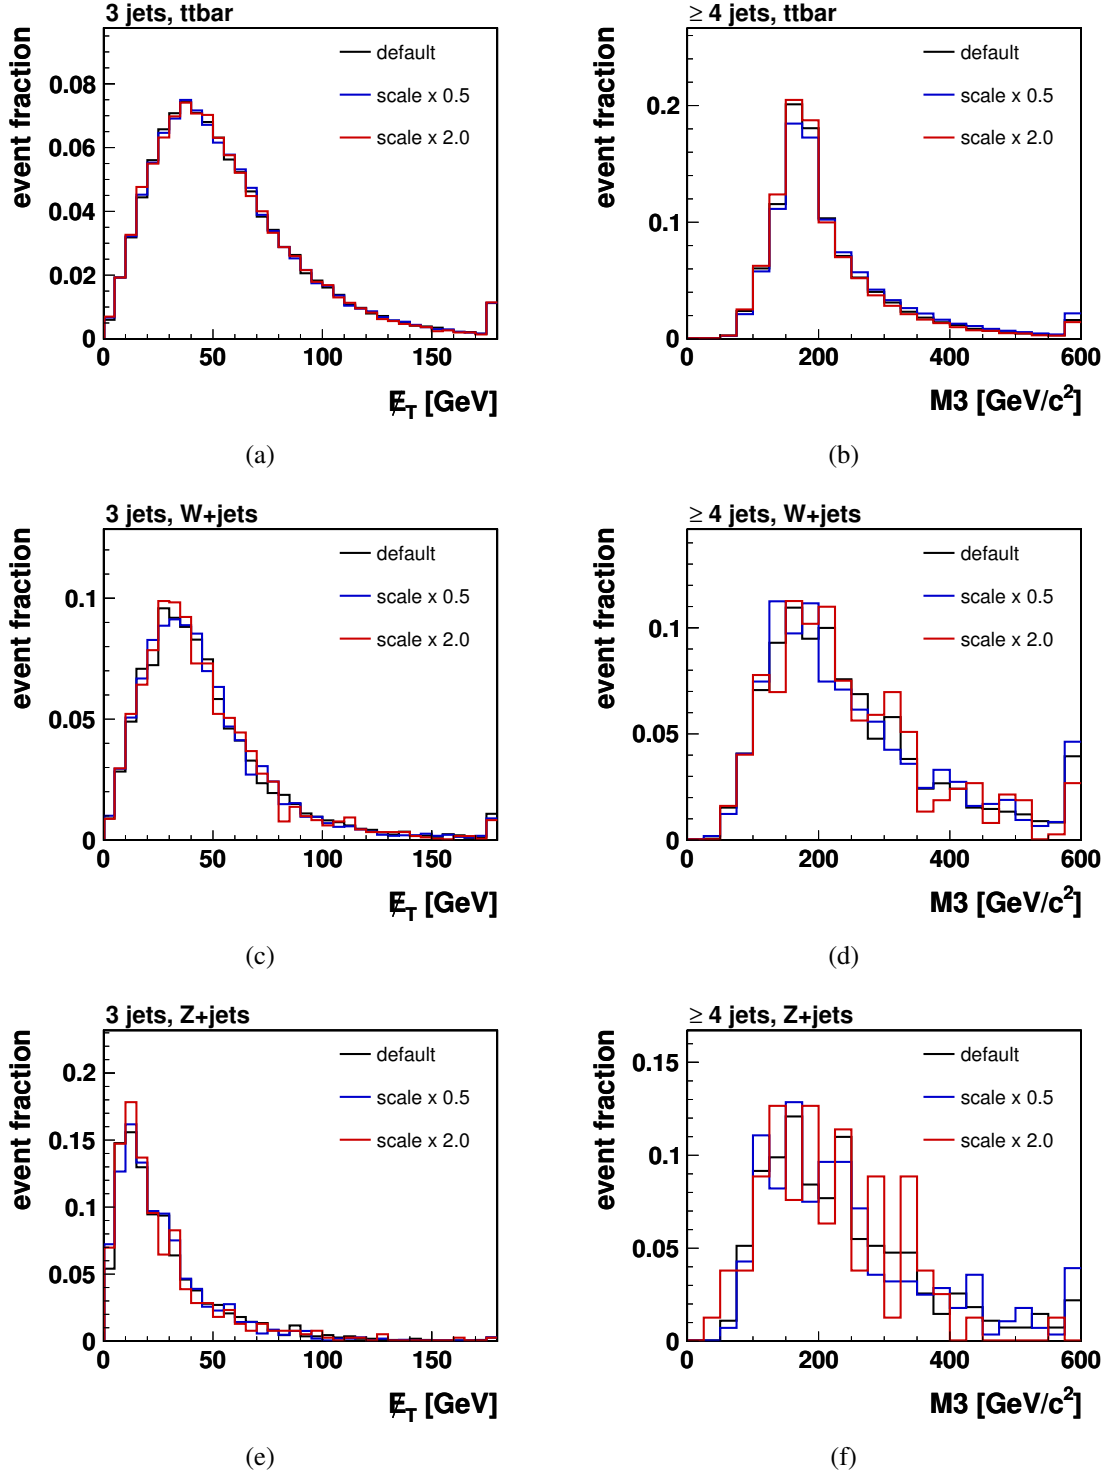 3 jets, ttbar
event fraction
default
scale x 0.5
scale x 2.0
0.08
0.06
0.04
0.02
0
0 50 100 150
E̸T [GeV]
(a)
≥ 4 jets, ttbar
event fraction
default
scale x 0.5
scale x 2.0
0.2
0.1
0
0 200 400 600
M3 [GeV/c²]
(b)
3 jets, W+jets
event fraction
default
scale x 0.5
scale x 2.0
0.1
0.05
0
0 50 100 150
E̸T [GeV]
(c)
≥ 4 jets, W+jets
event fraction
default
scale x 0.5
scale x 2.0
0.1
0.05
0
0 200 400 600
M3 [GeV/c²]
(d)
3 jets, Z+jets
event fraction
default
scale x 0.5
scale x 2.0
0.2
0.15
0.1
0.05
0
0 50 100 150
E̸T [GeV]
(e)
≥ 4 jets, Z+jets
event fraction
default
scale x 0.5
scale x 2.0
0.15
0.1
0.05
0
0 200 400 600
M3 [GeV/c²]
(f)